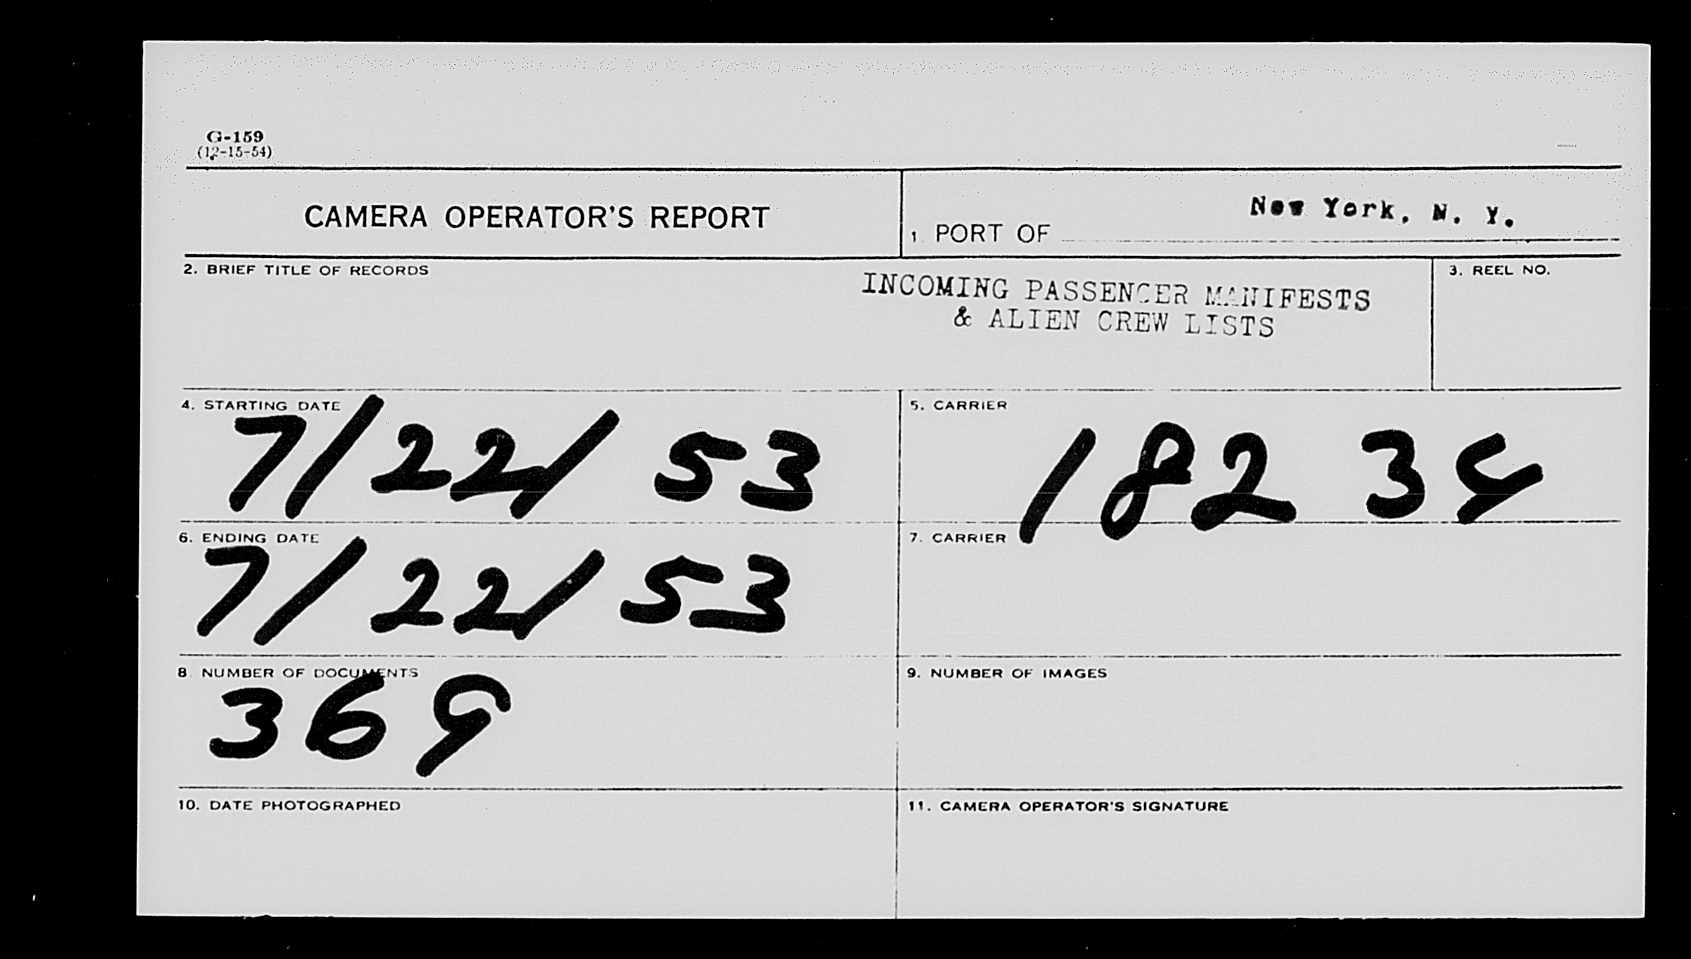 G-159
(12-15-54)
CAMERA OPERATOR'S REPORT
1. PORT OF New York, N. Y.
2. BRIEF TITLE OF RECORDS
INCOMING PASSENGER MANIFESTS
& ALIEN CREW LISTS
3. REEL NO.
4. STARTING DATE
7/22/53
5. CARRIER
182 34
6. ENDING DATE
7/22/53
7. CARRIER
8. NUMBER OF DOCUMENTS
369
9. NUMBER OF IMAGES
10. DATE PHOTOGRAPHED
11. CAMERA OPERATOR'S SIGNATURE